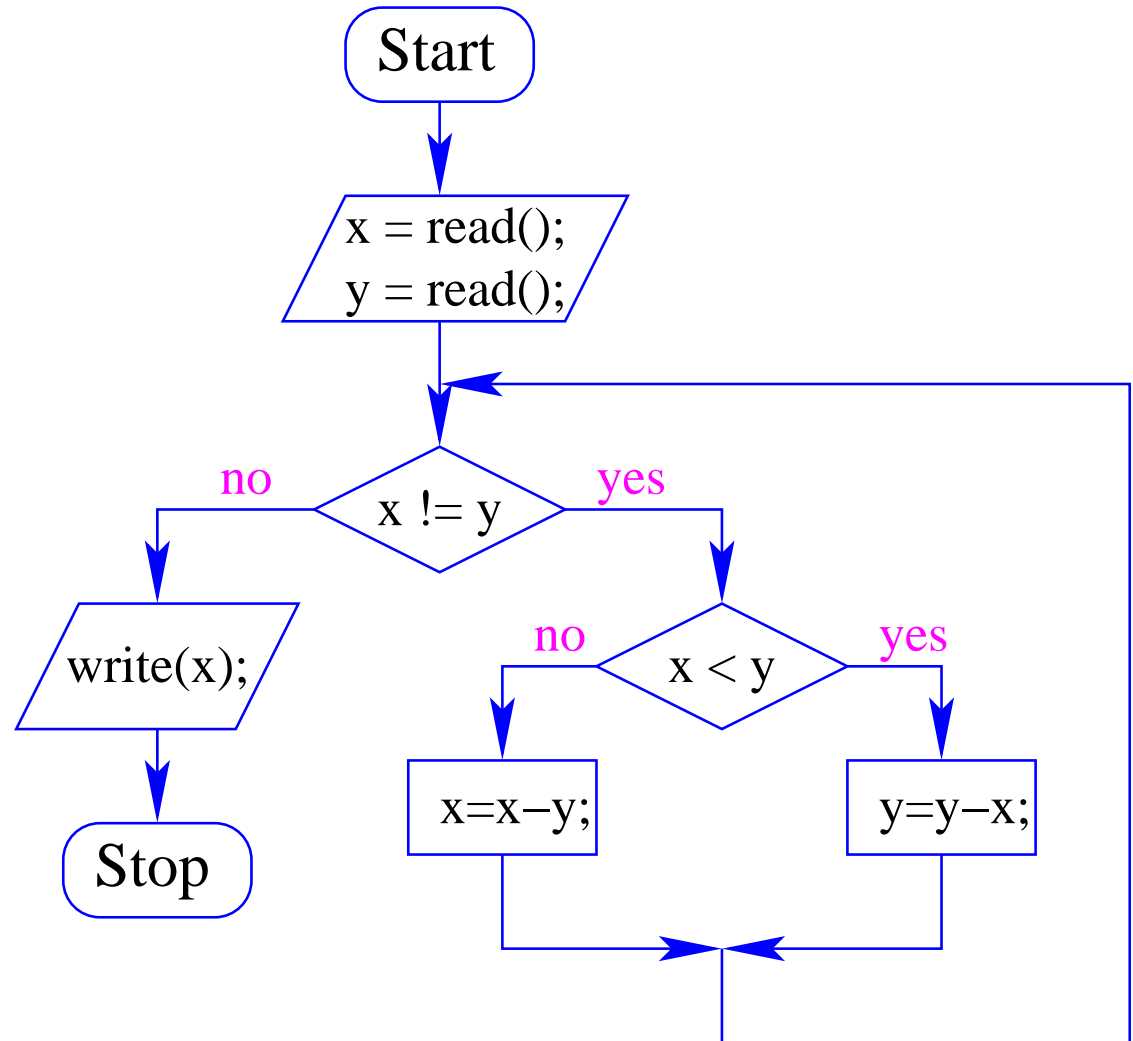 Start
x = read();
y = read();
no
yes
x != y
no
yes
write(x);
x < y
x=x−y;
y=y−x;
Stop